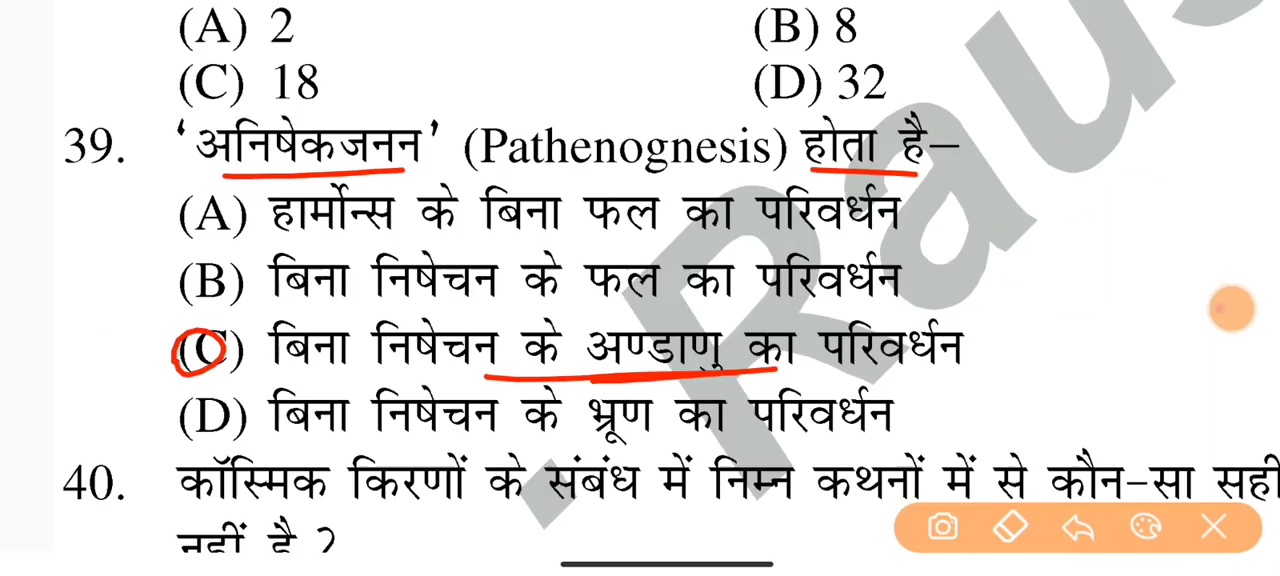 (A) 2 (B) 8
(C) 18 (D) 32
39. 'अनिषेकजनन' (Pathenognesis) होता है–
(A) हार्मोन्स के बिना फल का परिवर्धन
(B) बिना निषेचन के फल का परिवर्धन
(C) बिना निषेचन के अण्डाणु का परिवर्धन
(D) बिना निषेचन के भ्रूण का परिवर्धन
40. कॉस्मिक किरणों के संबंध में निम्न कथनों में से कौन-सा सही
नहीं है ?